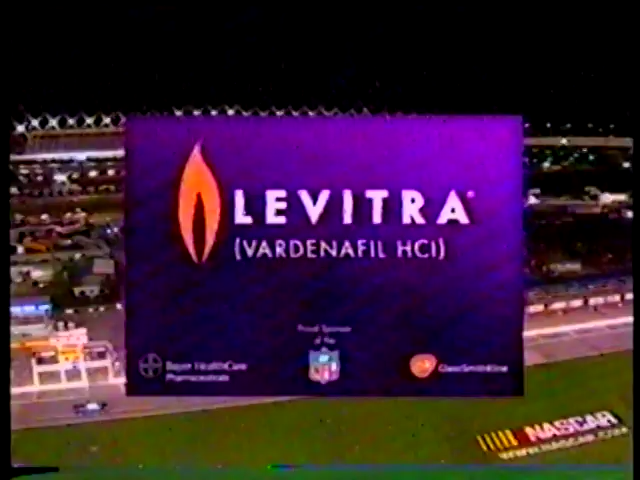 LEVITRA
(VARDENAFIL HCl)
Proud Sponsor
of the
Bayer HealthCare
Pharmaceuticals
GlaxoSmithKline
NASCAR
www.NASCAR.COM